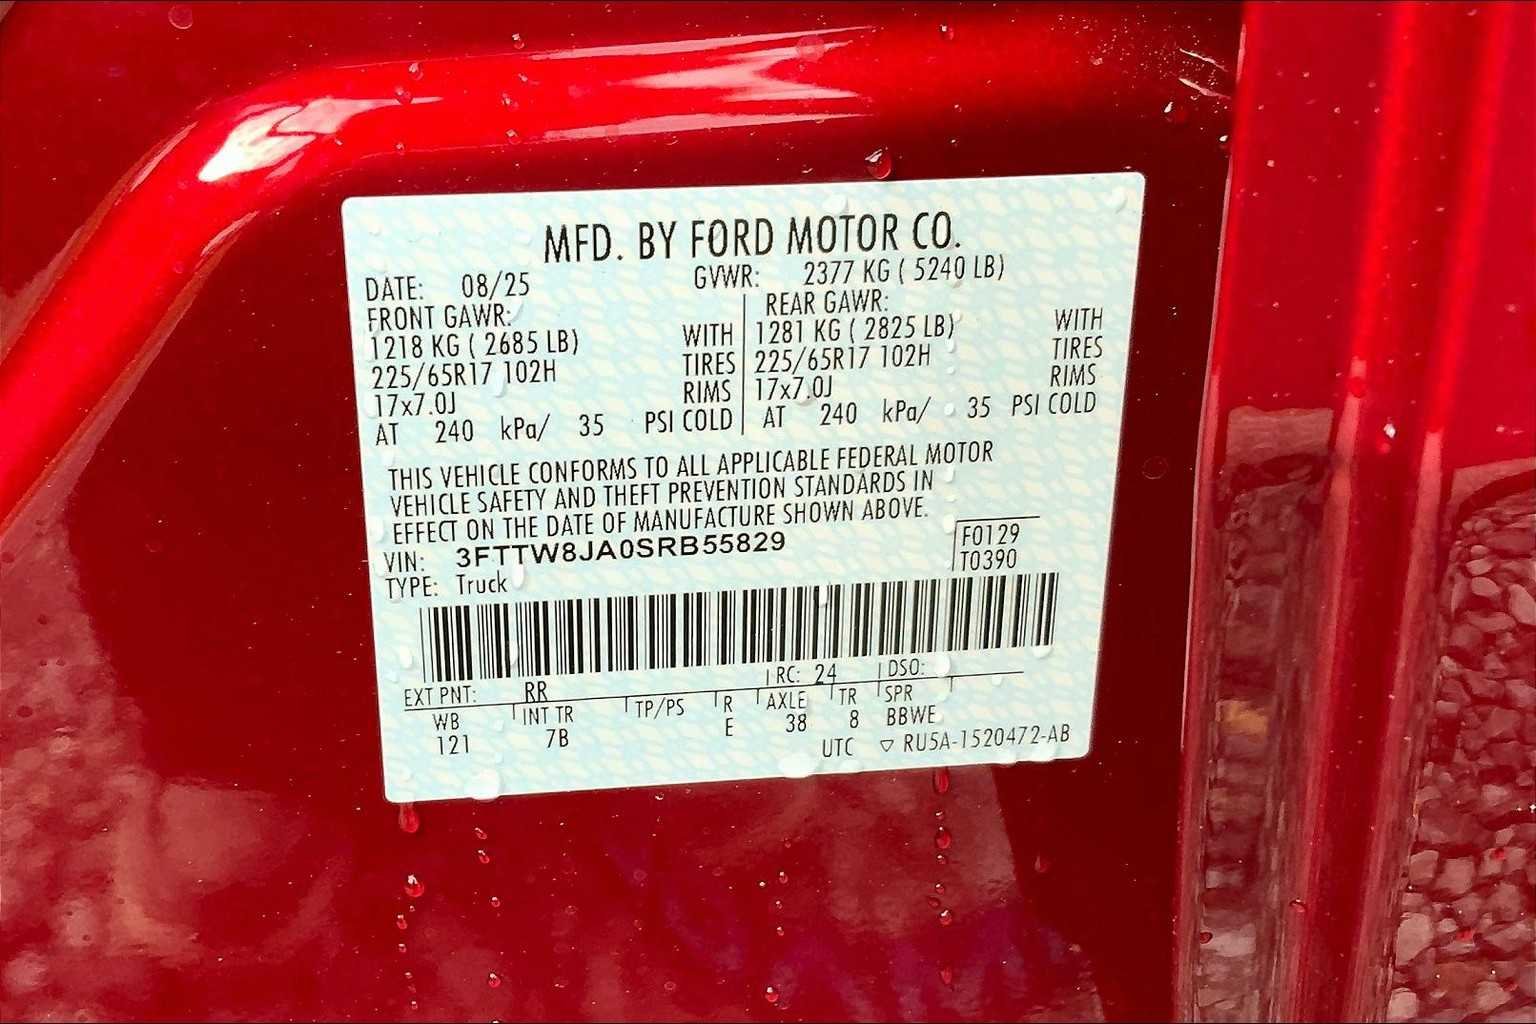 MFD. BY FORD MOTOR CO.
DATE: 08/25 GVWR: 2377 KG ( 5240 LB)
FRONT GAWR: REAR GAWR:
1218 KG ( 2685 LB) WITH 1281 KG ( 2825 LB) WITH
225/65R17 102H TIRES 225/65R17 102H TIRES
17x7.0J RIMS 17x7.0J RIMS
AT 240 kPa/ 35 PSI COLD AT 240 kPa/ 35 PSI COLD
THIS VEHICLE CONFORMS TO ALL APPLICABLE FEDERAL MOTOR
VEHICLE SAFETY AND THEFT PREVENTION STANDARDS IN
EFFECT ON THE DATE OF MANUFACTURE SHOWN ABOVE.
VIN: 3FTTW8JA0SRB55829 F0129
TYPE: Truck T0390
EXT PNT: RR RC: 24 DSO:
WB INT TR TP/PS R AXLE TR SPR
121 7B E 38 8 BBWE
UTC ▽ RU5A-1520472-AB